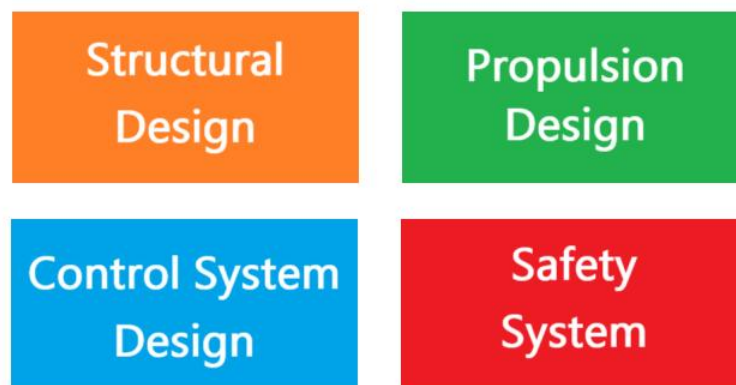 Structural
Design
Propulsion
Design
Control System
Design
Safety
System